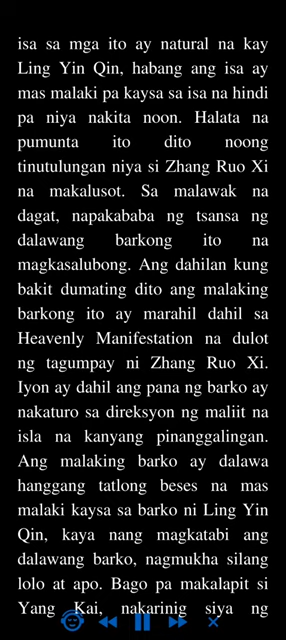 isa sa mga ito ay natural na kay
Ling Yin Qin, habang ang isa ay
mas malaki pa kaysa sa isa na hindi
pa niya nakita noon. Halata na
pumunta ito dito noong
tinutulungan niya si Zhang Ruo Xi
na makalusot. Sa malawak na
dagat, napakababa ng tsansa ng
dalawang barkong ito na
magkasalubong. Ang dahilan kung
bakit dumating dito ang malaking
barkong ito ay marahil dahil sa
Heavenly Manifestation na dulot
ng tagumpay ni Zhang Ruo Xi.
Iyon ay dahil ang pana ng barko ay
nakaturo sa direksyon ng maliit na
isla na kanyang pinanggalingan.
Ang malaking barko ay dalawa
hanggang tatlong beses na mas
malaki kaysa sa barko ni Ling Yin
Qin, kaya nang magkatabi ang
dalawang barko, nagmukha silang
lolo at apo. Bago pa makalapit si
Yang Kai, nakarinig siya ng